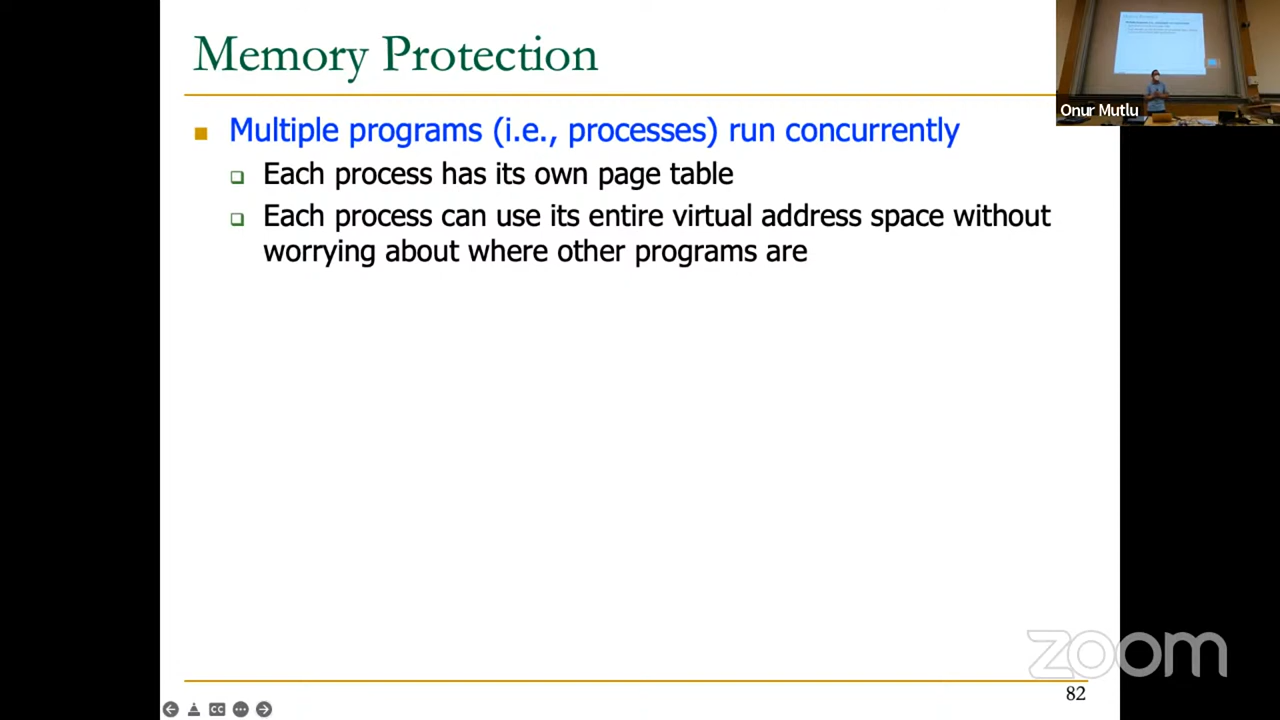 Memory Protection
Onur Mutlu
Multiple programs (i.e., processes) run concurrently
Each process has its own page table
Each process can use its entire virtual address space without
worrying about where other programs are
zoom
82
CC